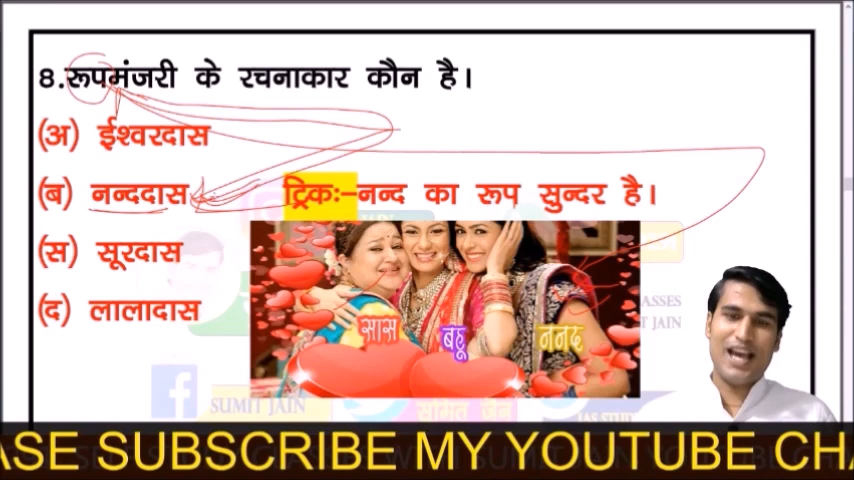 8.रूपमंजरी के रचनाकार कौन है।
(अ) ईश्वरदास
(ब) नन्ददास ट्रिकः-नन्द का रूप सुन्दर है।
(स) सूरदास
(द) लालादास
सास बहू ननद
SUMIT JAIN
ASE SUBSCRIBE MY YOUTUBE CHA